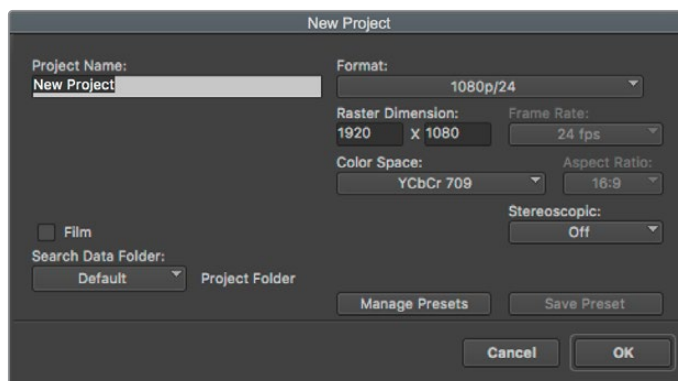 New Project
Project Name:
New Project
Format:
1080p/24
Raster Dimension:
Frame Rate:
1920 x 1080
24 fps
Color Space:
Aspect Ratio:
YCbCr 709
16:9
Stereoscopic:
Off
Film
Search Data Folder:
Default
Project Folder
Manage Presets
Save Preset
Cancel
OK